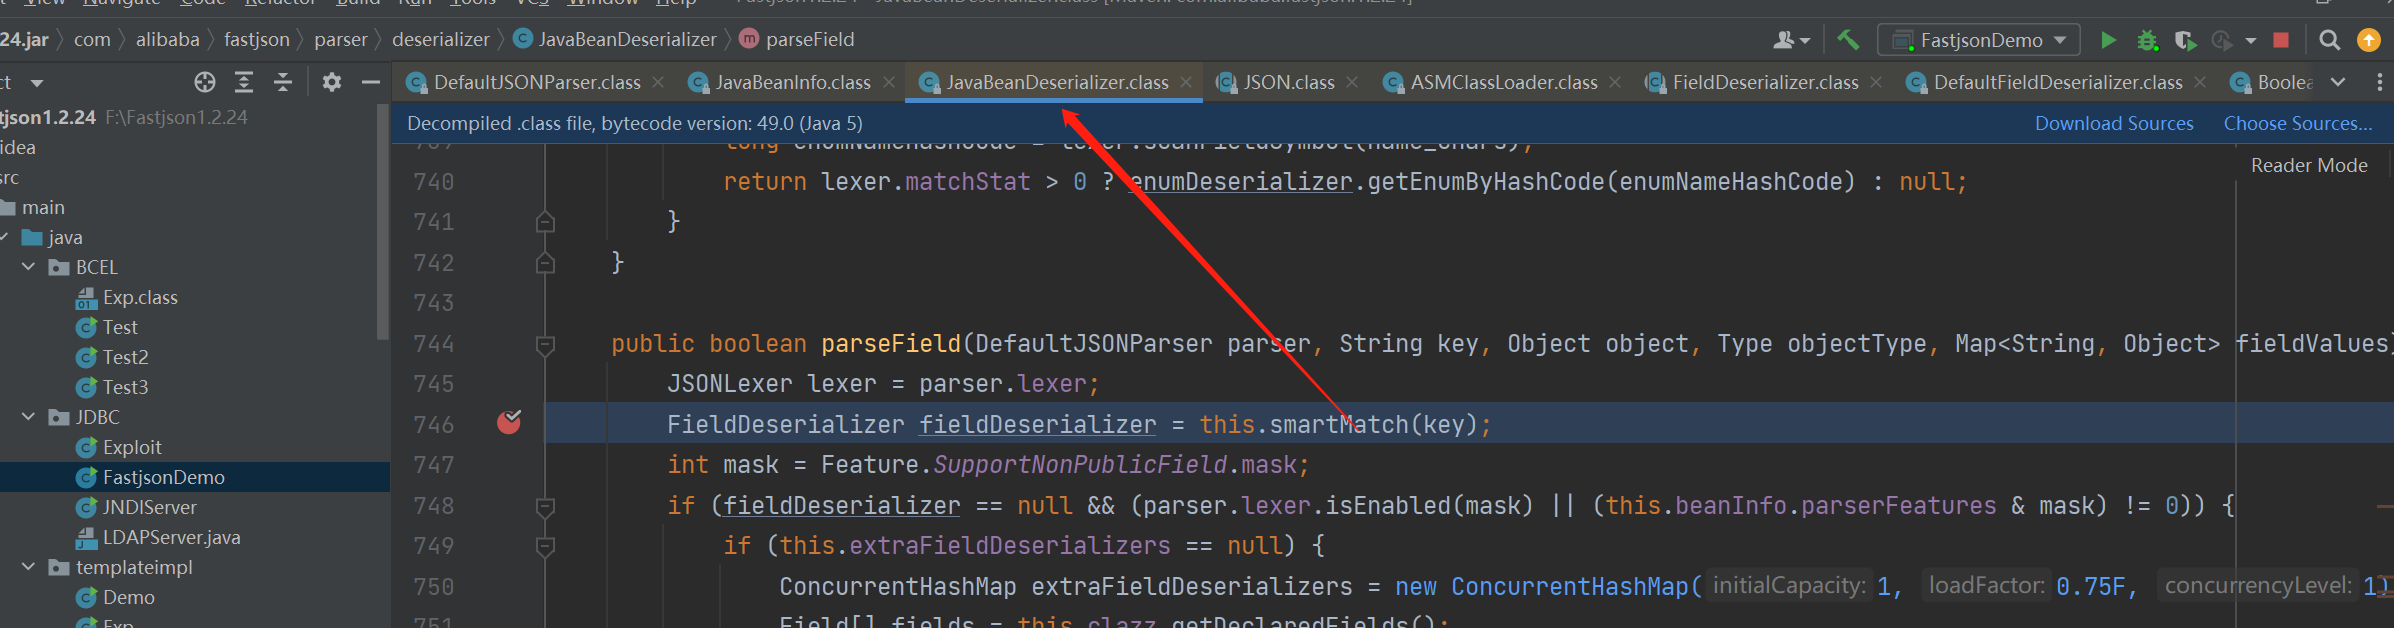 View Navigate Code Refactor Build Run Tools VCS Window Help
24.jar com alibaba fastjson parser deserializer JavaBeanDeserializer parseField
FastjsonDemo
DefaultJSONParser.class JavaBeanInfo.class JavaBeanDeserializer.class JSON.class ASMClassLoader.class FieldDeserializer.class DefaultFieldDeserializer.class Boolea
tjson1.2.24 F:\Fastjson1.2.24
Decompiled .class file, bytecode version: 49.0 (Java 5) Download Sources Choose Sources...
idea
src
main
java
BCEL
Exp.class
Test
Test2
Test3
JDBC
Exploit
FastjsonDemo
JNDIServer
LDAPServer.java
templateimpl
Demo
Exp
Reader Mode
739 long enumNameHashCode = lexer.scanFieldSymbol(name_chars);
740 return lexer.matchStat > 0 ? enumDeserializer.getEnumByHashCode(enumNameHashCode) : null;
741 }
742 }
743
744 public boolean parseField(DefaultJSONParser parser, String key, Object object, Type objectType, Map<String, Object> fieldValues)
745 JSONLexer lexer = parser.lexer;
746 FieldDeserializer fieldDeserializer = this.smartMatch(key);
747 int mask = Feature.SupportNonPublicField.mask;
748 if (fieldDeserializer == null && (parser.lexer.isEnabled(mask) || (this.beanInfo.parserFeatures & mask) != 0)) {
749 if (this.extraFieldDeserializers == null) {
750 ConcurrentHashMap extraFieldDeserializers = new ConcurrentHashMap( initialCapacity: 1, loadFactor: 0.75F, concurrencyLevel: 1)
751 Field[] fields = this.clazz.getDeclaredFields();